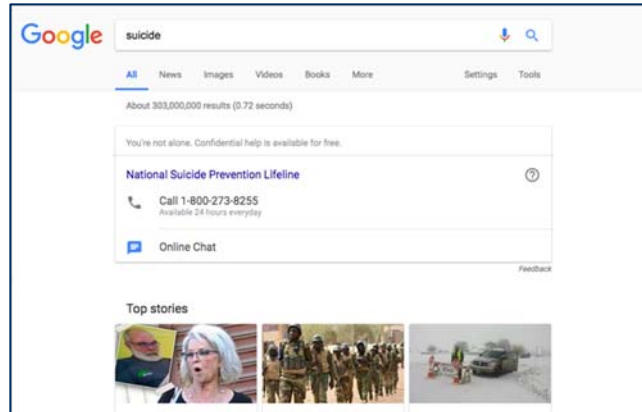 Google
suicide
All News Images Videos Books More Settings Tools
About 303,000,000 results (0.72 seconds)
You're not alone. Confidential help is available for free.
National Suicide Prevention Lifeline
Call 1-800-273-8255
Available 24 hours everyday
Online Chat
Feedback
Top stories